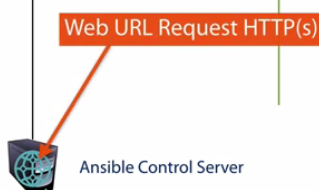 Web URL Request HTTP(s)
Ansible Control Server